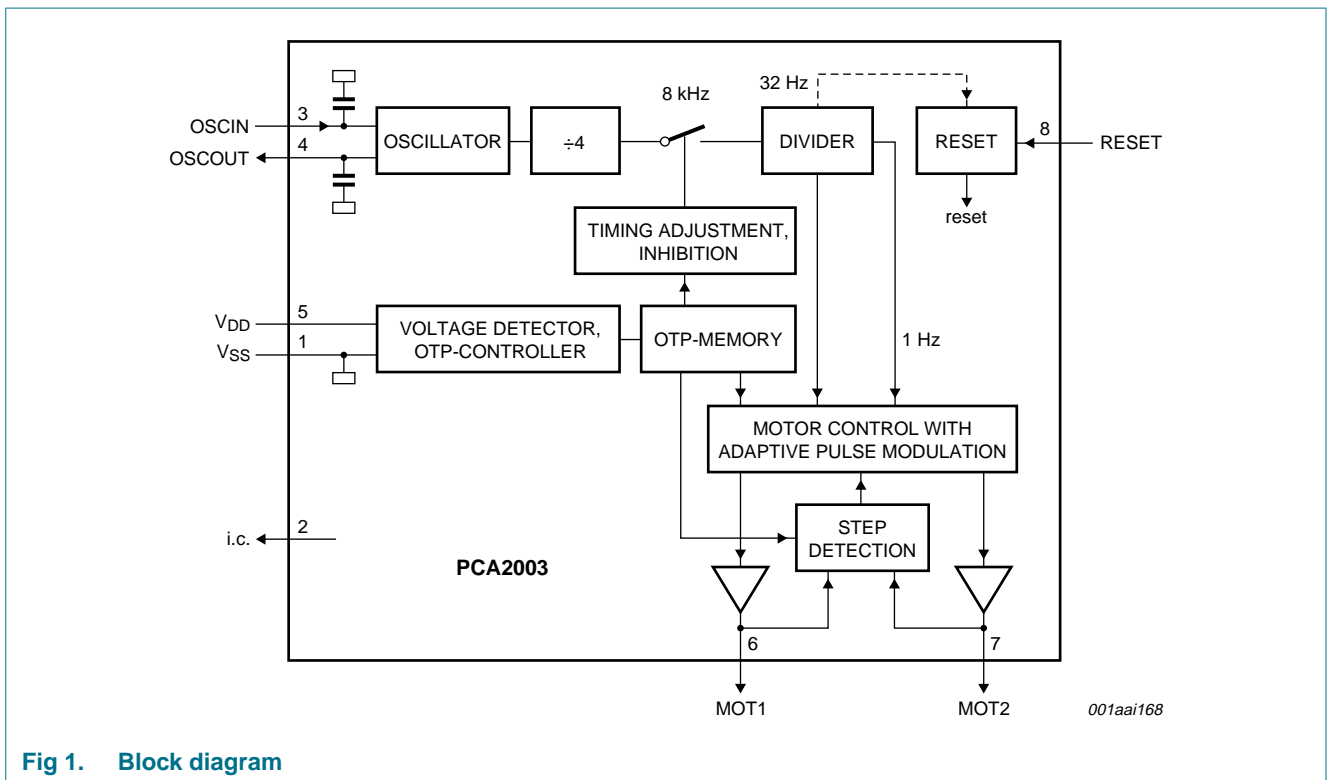 OSCIN
3
OSCOUT
4
OSCILLATOR
÷4
8 kHz
DIVIDER
32 Hz
RESET
8
RESET
reset
TIMING ADJUSTMENT,
INHIBITION
VDD
5
VSS
1
VOLTAGE DETECTOR,
OTP-CONTROLLER
OTP-MEMORY
1 Hz
MOTOR CONTROL WITH
ADAPTIVE PULSE MODULATION
i.c.
2
STEP
DETECTION
PCA2003
6
7
MOT1
MOT2
001aai168
Fig 1. Block diagram